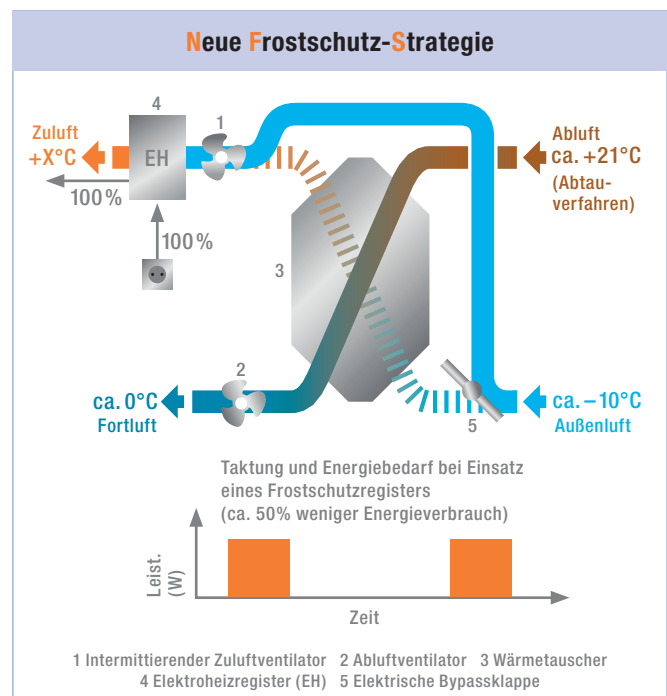 Neue Frostschutz-Strategie
4
1
Zuluft
+X°C
EH
Abluft
ca. +21°C
(Abtau-
verfahren)
100%
100%
3
2
ca. 0°C
Fortluft
5
ca. –10°C
Außenluft
Taktung und Energiebedarf bei Einsatz
eines Frostschutzregisters
(ca. 50% weniger Energieverbrauch)
Leist.
(W)
Zeit
1 Intermittierender Zuluftventilator 2 Abluftventilator 3 Wärmetauscher
4 Elektroheizregister (EH) 5 Elektrische Bypassklappe